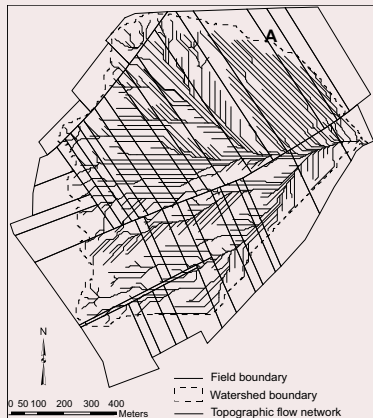 A
N
0 50 100 200 300 400
Meters
Field boundary
Watershed boundary
Topographic flow network